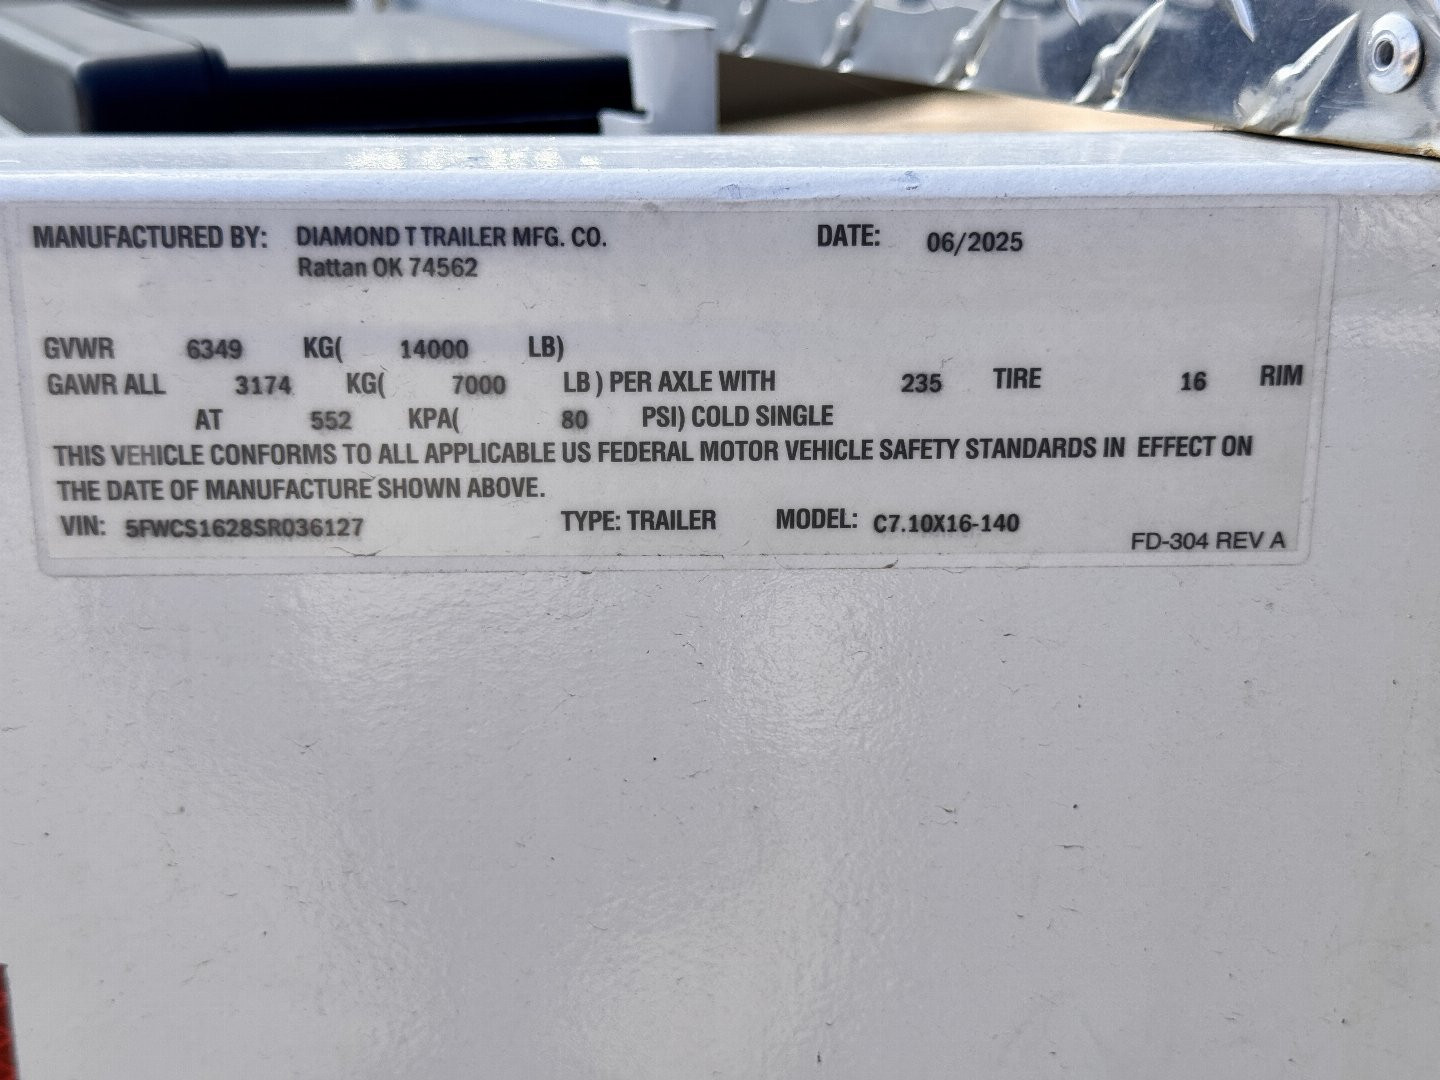 MANUFACTURED BY: DIAMOND T TRAILER MFG. CO. DATE: 06/2025
Rattan OK 74562
GVWR 6349 KG( 14000 LB)
GAWR ALL 3174 KG( 7000 LB ) PER AXLE WITH 235 TIRE 16 RIM
AT 552 KPA( 80 PSI) COLD SINGLE
THIS VEHICLE CONFORMS TO ALL APPLICABLE US FEDERAL MOTOR VEHICLE SAFETY STANDARDS IN EFFECT ON
THE DATE OF MANUFACTURE SHOWN ABOVE.
VIN: 5FWCS1628SR036127 TYPE: TRAILER MODEL: C7.10X16-140 FD-304 REV A